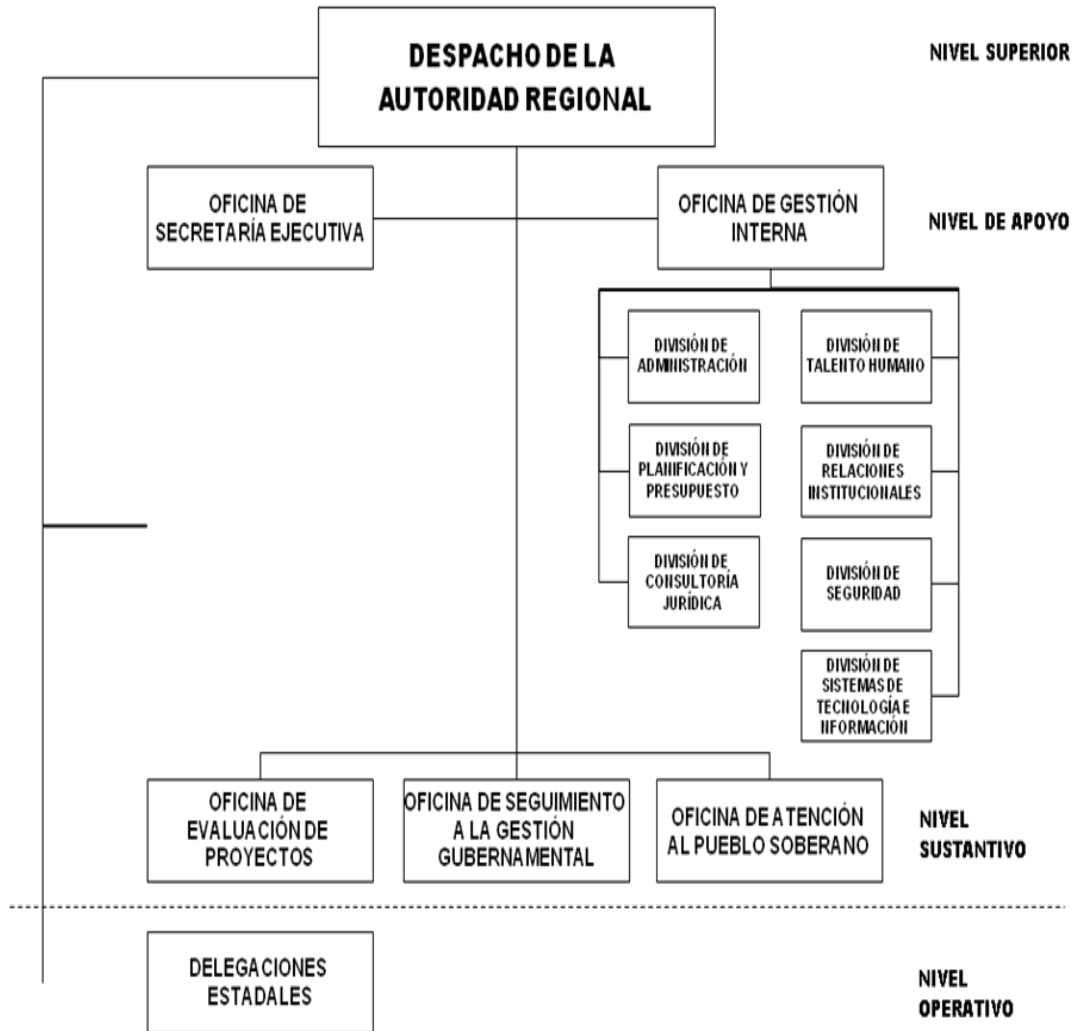 DESPACHO DE LA
AUTORIDAD REGIONAL
NIVEL SUPERIOR
OFICINA DE
SECRETARÍA EJECUTIVA
OFICINA DE GESTIÓN
INTERNA
NIVEL DE APOYO
DIVISIÓN DE
ADMINISTRACIÓN
DIVISIÓN DE
TALENTO HUMANO
DIVISIÓN DE
PLANIFICACIÓN Y
PRESUPUESTO
DIVISIÓN DE
RELACIONES
INSTITUCIONALES
DIVISIÓN DE
CONSULTORÍA
JURÍDICA
DIVISIÓN DE
SEGURIDAD
DIVISIÓN DE
SISTEMAS DE
TECNOLOGÍA E
INFORMACIÓN
OFICINA DE
EVALUACIÓN DE
PROYECTOS
OFICINA DE SEGUIMIENTO
A LA GESTIÓN
GUBERNAMENTAL
OFICINA DE ATENCIÓN
AL PUEBLO SOBERANO
NIVEL
SUSTANTIVO
DELEGACIONES
ESTADALES
NIVEL
OPERATIVO